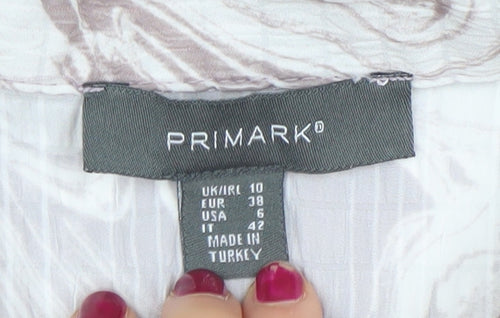 PRIMARK®
UK/IRL 10
EUR 38
USA 6
IT 42
MADE IN
TURKEY